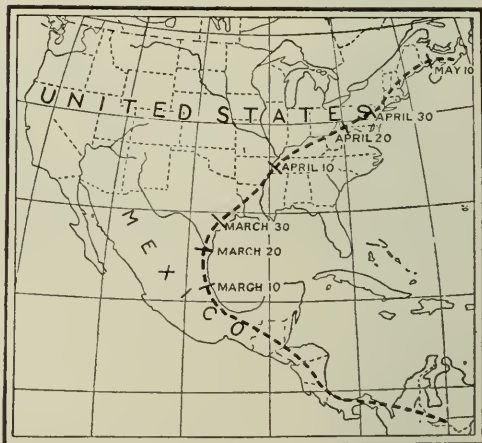 MAY 10
UNITED STATES
APRIL 30
APRIL 20
APRIL 10
MARCH 30
MARCH 20
MARCH 10
MEXICO